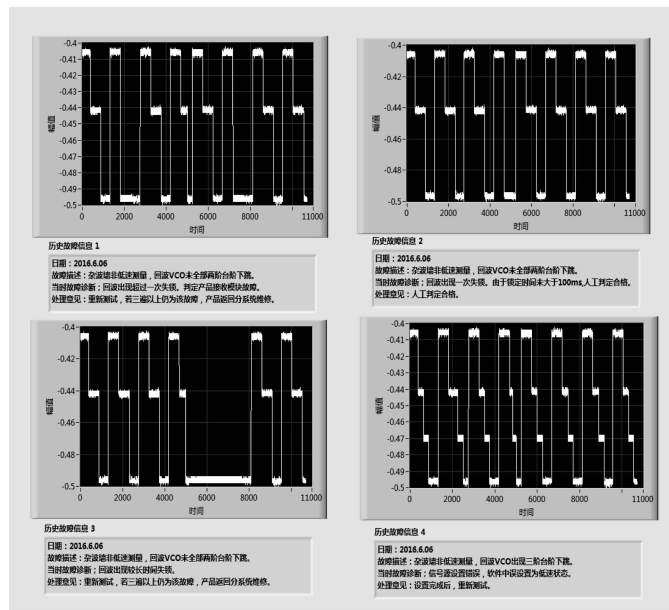 -0.4
-0.41
-0.42
-0.43
-0.44
-0.45
-0.46
-0.47
-0.48
-0.49
-0.5
幅值
0 2000 4000 6000 8000 11000
时间
历史故障信息 1
日期：2016.6.06
故障描述：杂波墙非低速测量，回波VCO未全部两阶台阶下跳。
当时故障诊断；回波出现超过一次失锁。判定产品接收模块故障。
处理意见：重新测试，若三遍以上仍为该故障，产品返回分系统维修。
-0.4
-0.42
-0.44
-0.46
-0.48
-0.5
幅值
0 2000 4000 6000 8000 11000
时间
历史故障信息 2
日期：2016.6.06
故障描述：杂波墙非低速测量，回波VCO未全部两阶台阶下跳。
当时故障诊断；回波出现一次失锁。由于锁定时间未大于100ms,人工判定合格。
处理意见：人工判定合格。
-0.4
-0.42
-0.44
-0.46
-0.48
-0.5
幅值
0 2000 4000 6000 8000 11000
时间
历史故障信息 3
日期：2016.6.06
故障描述：杂波墙非低速测量，回波VCO未全部两阶台阶下跳。
当时故障诊断；回波出现较长时间失锁。
处理意见：重新测试，若三遍以上仍为该故障，产品返回分系统维修。
-0.4
-0.41
-0.42
-0.43
-0.44
-0.45
-0.46
-0.47
-0.48
-0.49
-0.5
幅值
0 2000 4000 6000 8000 11000
时间
历史故障信息 4
日期：2016.6.06
故障描述：杂波墙非低速测量，回波VCO出现三阶台阶下跳。
当时故障诊断；信号源设置错误，软件中误设置为低速状态。
处理意见：设置完成后，重新测试。